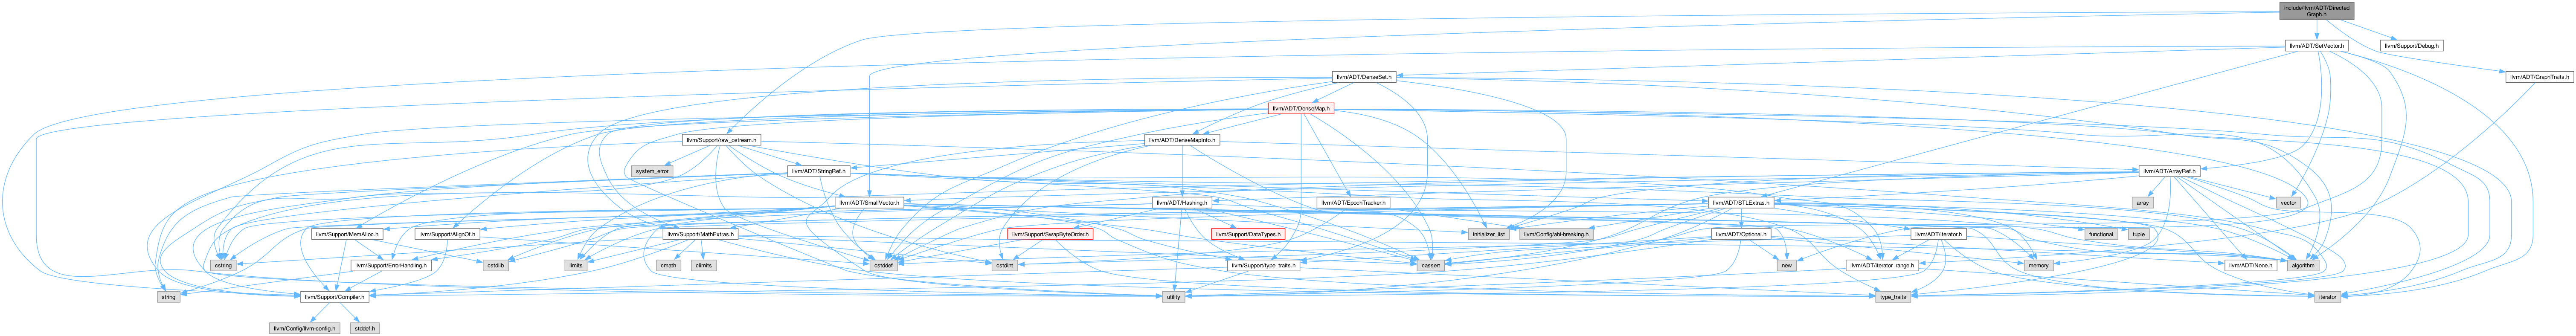 include/llvm/ADT/Directed
Graph.h
llvm/ADT/SetVector.h
llvm/Support/Debug.h
llvm/ADT/DenseSet.h
llvm/ADT/GraphTraits.h
llvm/ADT/DenseMap.h
llvm/Support/raw_ostream.h
llvm/ADT/DenseMapInfo.h
system_error
llvm/ADT/StringRef.h
llvm/ADT/ArrayRef.h
llvm/ADT/SmallVector.h
llvm/ADT/Hashing.h
llvm/ADT/EpochTracker.h
llvm/ADT/STLExtras.h
array
vector
llvm/Support/MemAlloc.h
llvm/Support/AlignOf.h
llvm/Support/MathExtras.h
llvm/Support/SwapByteOrder.h
llvm/Support/DataTypes.h
initializer_list
llvm/Config/abi-breaking.h
llvm/ADT/Optional.h
llvm/ADT/iterator.h
functional
tuple
cstring
llvm/Support/ErrorHandling.h
cstdlib
limits
cmath
climits
cstddef
cstdint
llvm/Support/type_traits.h
cassert
new
llvm/ADT/iterator_range.h
memory
llvm/ADT/None.h
algorithm
string
llvm/Support/Compiler.h
utility
type_traits
iterator
llvm/Config/llvm-config.h
stddef.h